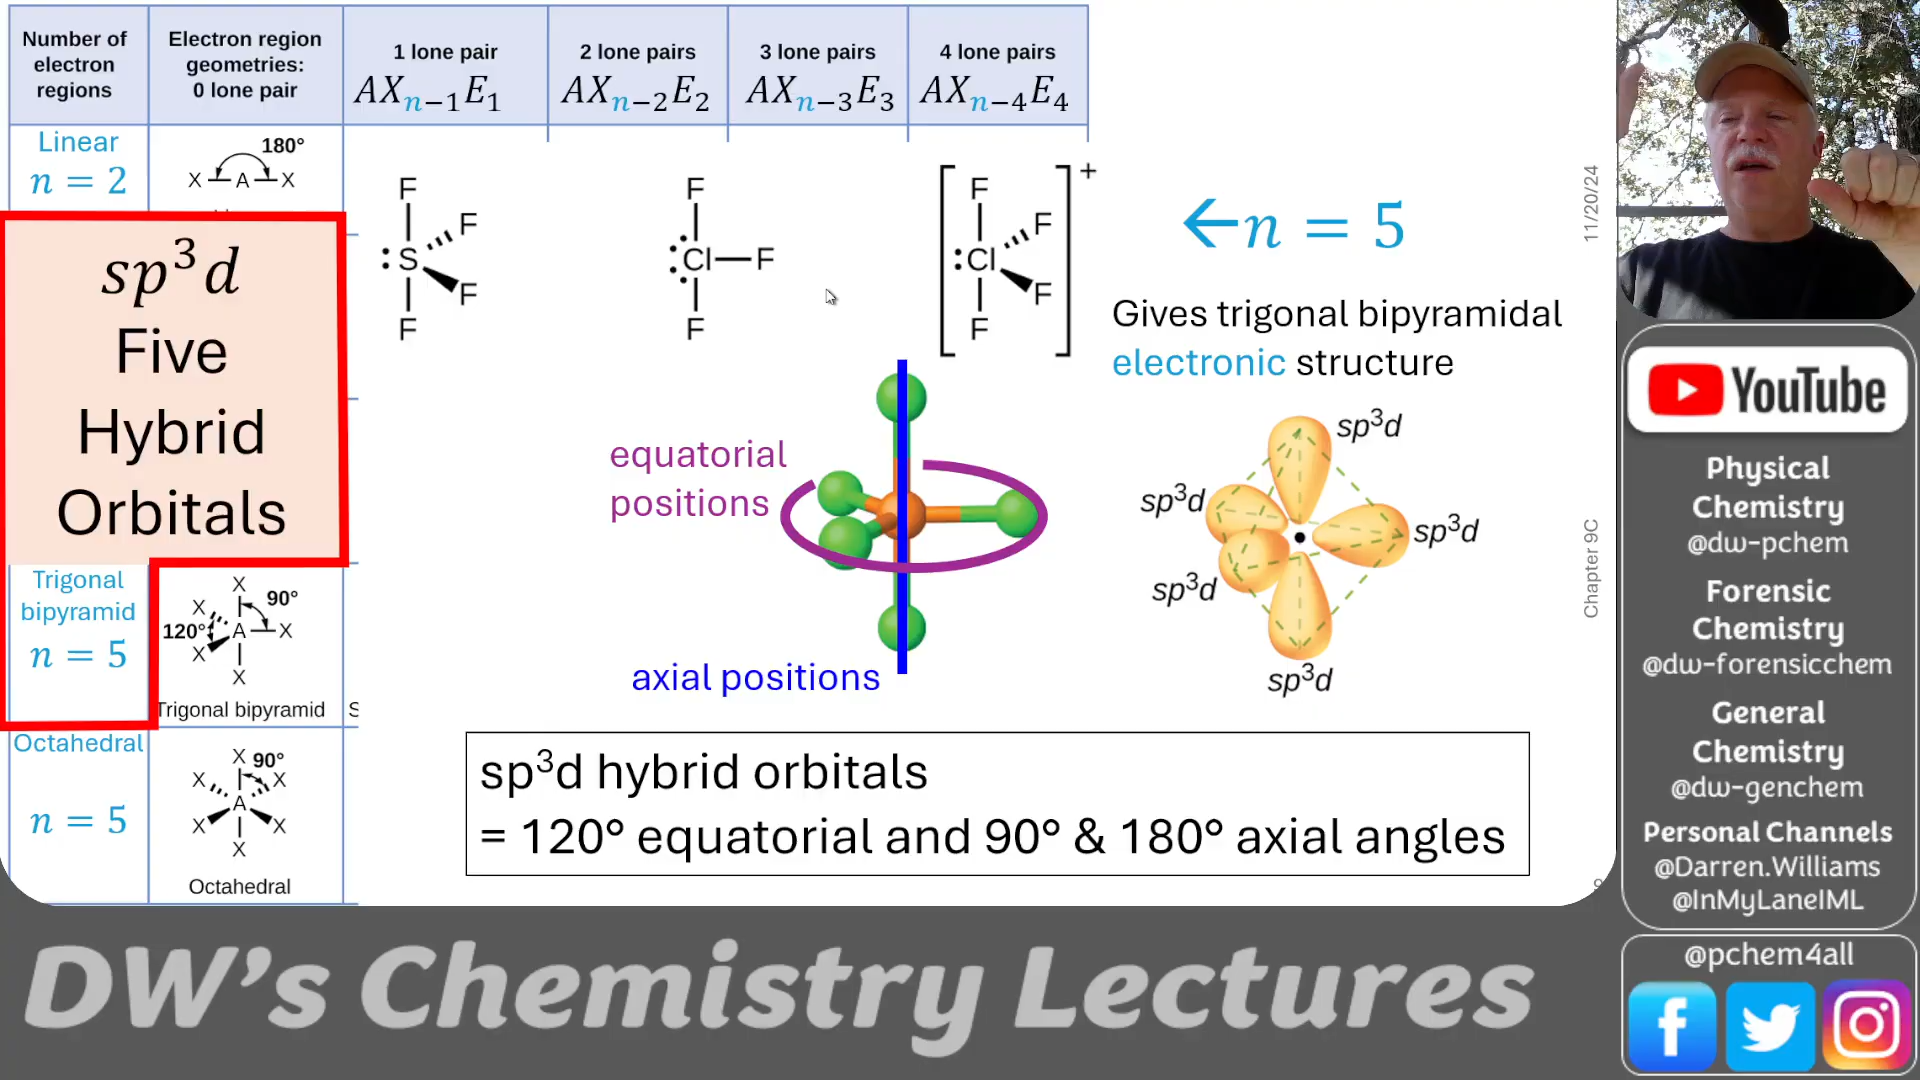 Number of
electron
regions
Electron region
geometries:
0 lone pair
1 lone pair
AXn−1E1
2 lone pairs
AXn−2E2
3 lone pairs
AXn−3E3
4 lone pairs
AXn−4E4
Linear
n = 2
180°
X A X
sp³d
Five
Hybrid
Orbitals
F
F
:S
F
F
F
:Cl—F
F
[ ]+
F
F
:Cl
F
F
←n = 5
Gives trigonal bipyramidal
electronic structure
equatorial
positions
axial positions
sp³d
sp³d
sp³d
sp³d
sp³d
Trigonal
bipyramid
n = 5
X
X 90°
120° A X
X
X
Trigonal bipyramid
S
Octahedral
n = 5
X 90°
X X
A
X X
X
Octahedral
sp³d hybrid orbitals
= 120° equatorial and 90° & 180° axial angles
11/20/24
Chapter 9C
YouTube
Physical
Chemistry
@dw-pchem
Forensic
Chemistry
@dw-forensicchem
General
Chemistry
@dw-genchem
Personal Channels
@Darren.Williams
@InMyLaneIML
@pchem4all
DW's Chemistry Lectures